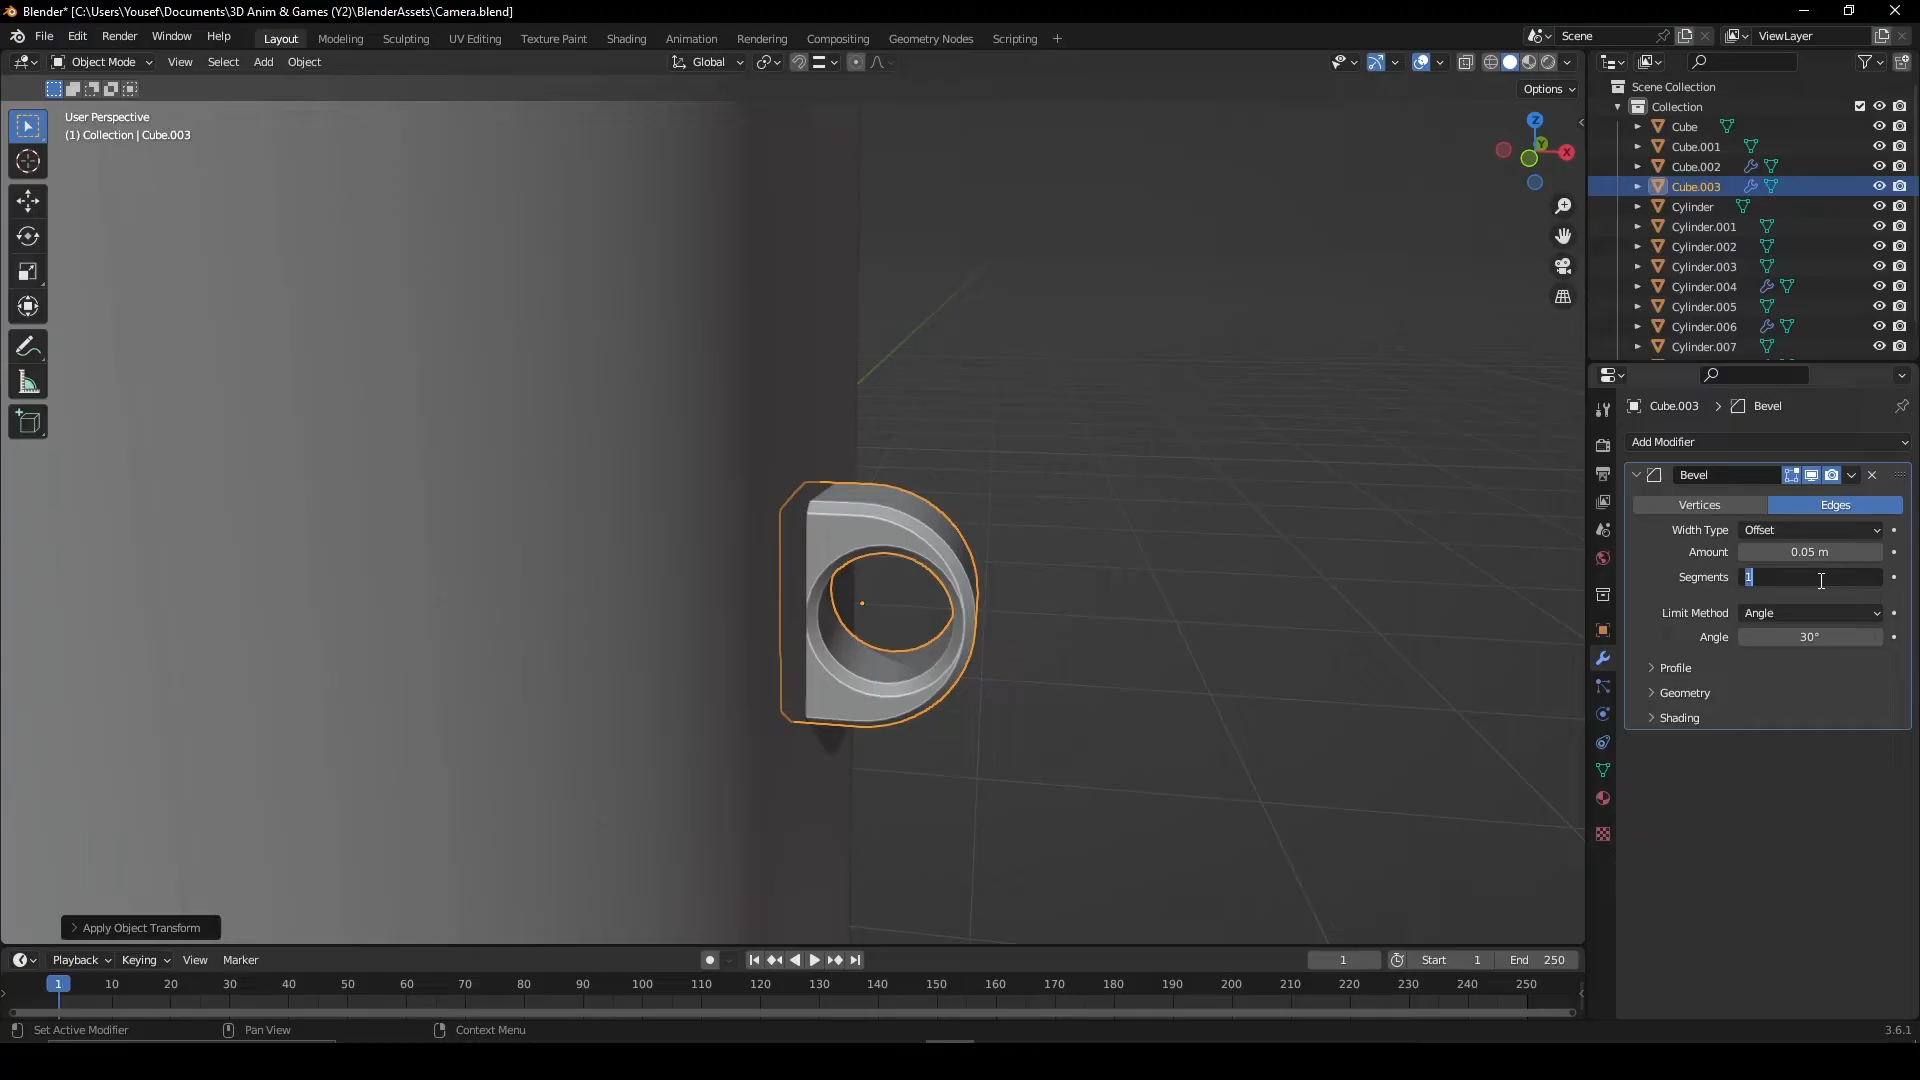 Blender* [C:\Users\Yousef\Documents\3D Anim & Games (Y2)\BlenderAssets\Camera.blend]
File Edit Render Window Help Layout Modeling Sculpting UV Editing Texture Paint Shading Animation Rendering Compositing Geometry Nodes Scripting + Scene ViewLayer
Object Mode View Select Add Object Global
Options
User Perspective
(1) Collection | Cube.003
Z
Y
X
Scene Collection
Collection
Cube
Cube.001
Cube.002
Cube.003
Cylinder
Cylinder.001
Cylinder.002
Cylinder.003
Cylinder.004
Cylinder.005
Cylinder.006
Cylinder.007
Cube.003 > Bevel
Add Modifier
Bevel
Vertices Edges
Width Type Offset
Amount 0.05 m
Segments 1
Limit Method Angle
Angle 30°
Profile
Geometry
Shading
Apply Object Transform
Playback Keying View Marker 1 Start 1 End 250
1 10 20 30 40 50 60 70 80 90 100 110 120 130 140 150 160 170 180 190 200 210 220 230 240 250
Set Active Modifier Pan View Context Menu 3.6.1